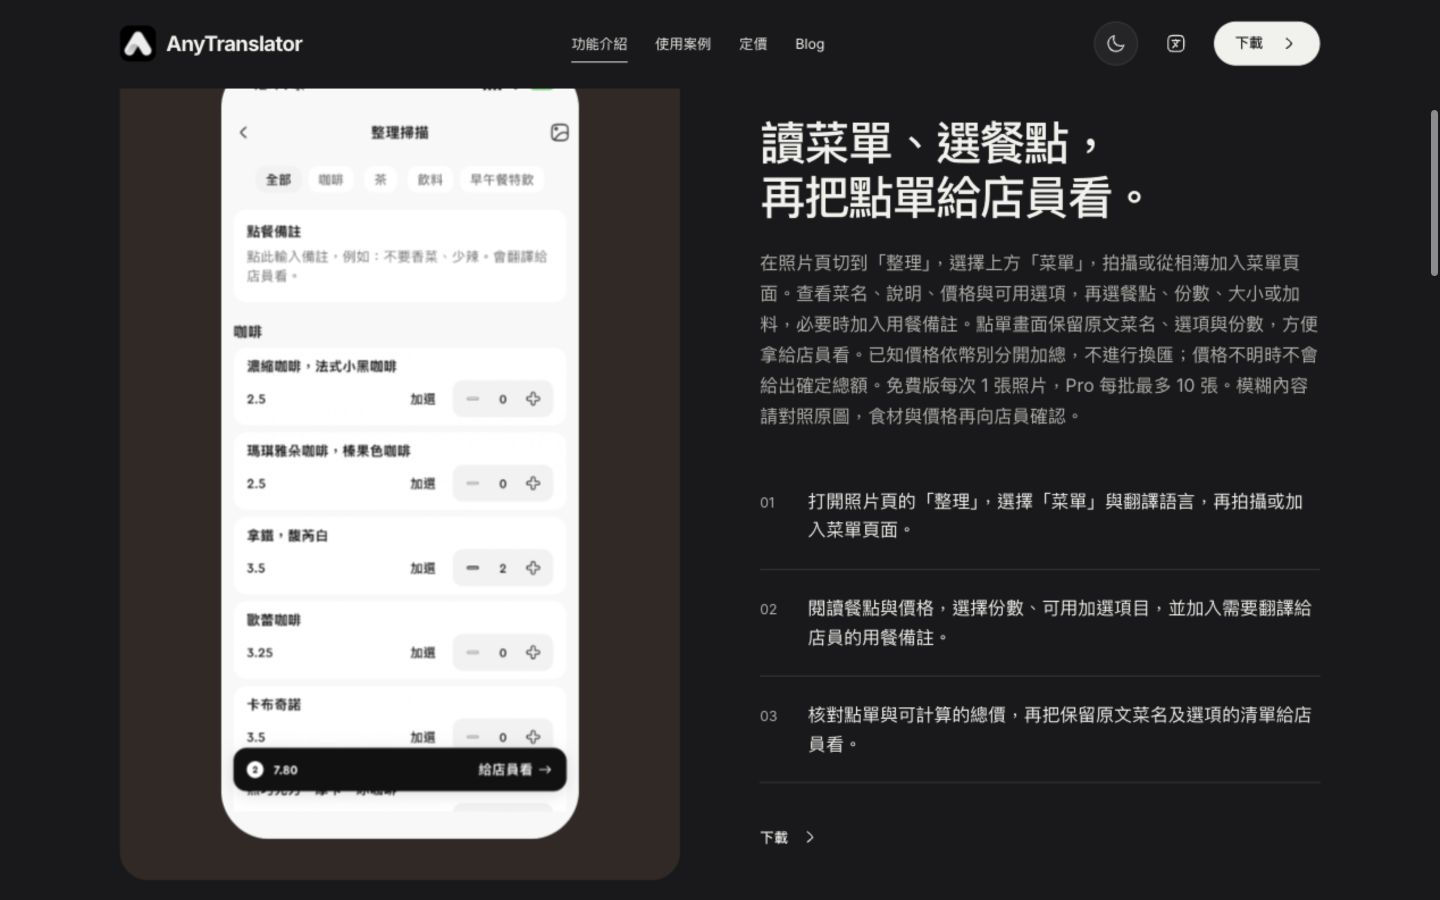 AnyTranslator
功能介紹
使用案例
定價
Blog
下載
整理掃描
全部
咖啡
茶
飲料
早午餐特飲
點餐備註
點此輸入備註，例如：不要香菜、少辣。會翻譯給
店員看。
咖啡
濃縮咖啡，法式小黑咖啡
2.5 加選 0
瑪琪雅朵咖啡，榛果色咖啡
2.5 加選 0
拿鐵，馥芮白
3.5 加選 2
歐蕾咖啡
3.25 加選 0
卡布奇諾
3.5 加選 0
2 7.80 給店員看 →
讀菜單、選餐點，
再把點單給店員看。
在照片頁切到「整理」，選擇上方「菜單」，拍攝或從相簿加入菜單頁
面。查看菜名、說明、價格與可用選項，再選餐點、份數、大小或加
料，必要時加入用餐備註。點單畫面保留原文菜名、選項與份數，方便
拿給店員看。已知價格依幣別分開加總，不進行換匯；價格不明時不會
給出確定總額。免費版每次 1 張照片，Pro 每批最多 10 張。模糊內容
請對照原圖，食材與價格再向店員確認。
01 打開照片頁的「整理」，選擇「菜單」與翻譯語言，再拍攝或加
入菜單頁面。
02 閱讀餐點與價格，選擇份數、可用加選項目，並加入需要翻譯給
店員的用餐備註。
03 核對點單與可計算的總價，再把保留原文菜名及選項的清單給店
員看。
下載